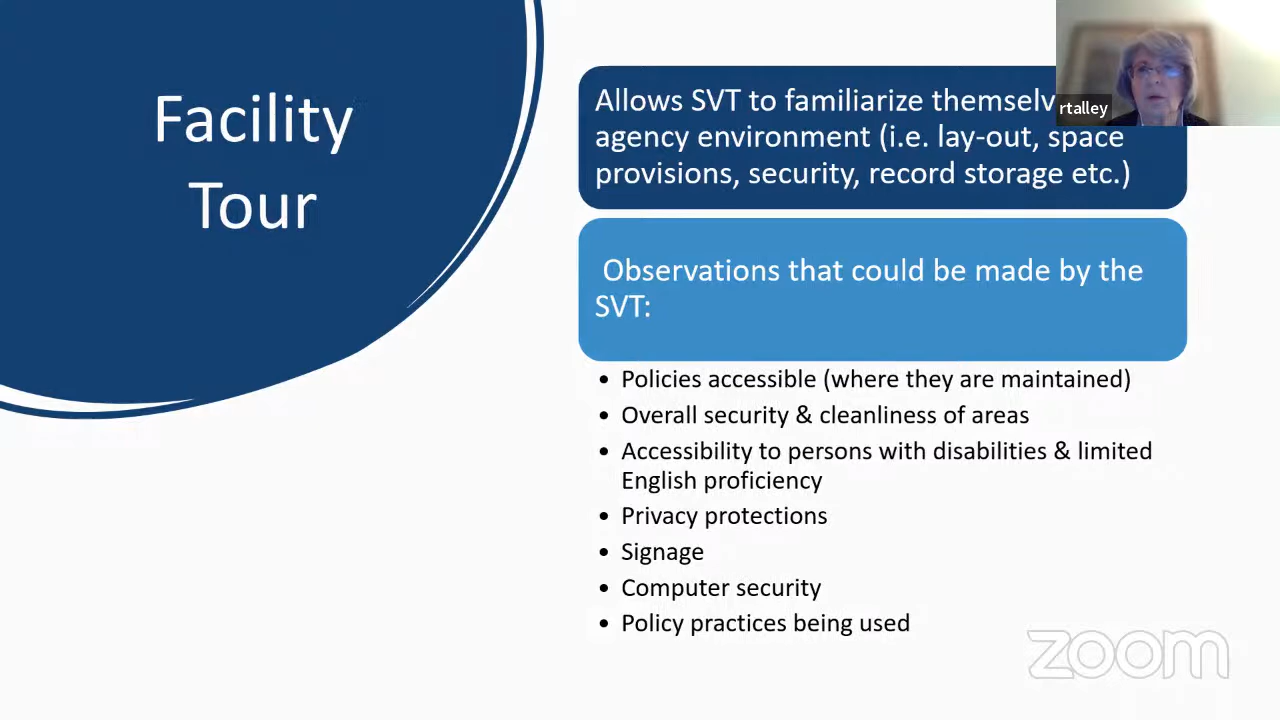 Facility
Tour
Allows SVT to familiarize
agency environment (i.e. lay-out, space
provisions, security, record storage etc.)
rtalley
Observations that could be made by the
SVT:
• Policies accessible (where they are maintained)
• Overall security & cleanliness of areas
• Accessibility to persons with disabilities & limited
English proficiency
• Privacy protections
• Signage
• Computer security
• Policy practices being used
zoom